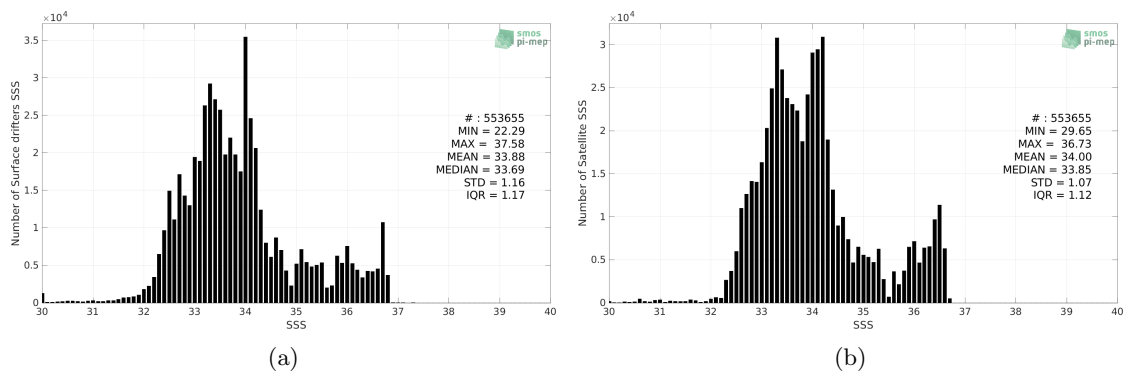 ×10⁴
3.5
3
2.5
2
1.5
1
0.5
0
Number of Surface drifters SSS
30 31 32 33 34 35 36 37 38 39 40
SSS
smos
pi-mep
# : 553655
MIN = 22.29
MAX = 37.58
MEAN = 33.88
MEDIAN = 33.69
STD = 1.16
IQR = 1.17
(a)
×10⁴
3
2.5
2
1.5
1
0.5
0
Number of Satellite SSS
30 31 32 33 34 35 36 37 38 39 40
SSS
smos
pi-mep
# : 553655
MIN = 29.65
MAX = 36.73
MEAN = 34.00
MEDIAN = 33.85
STD = 1.07
IQR = 1.12
(b)